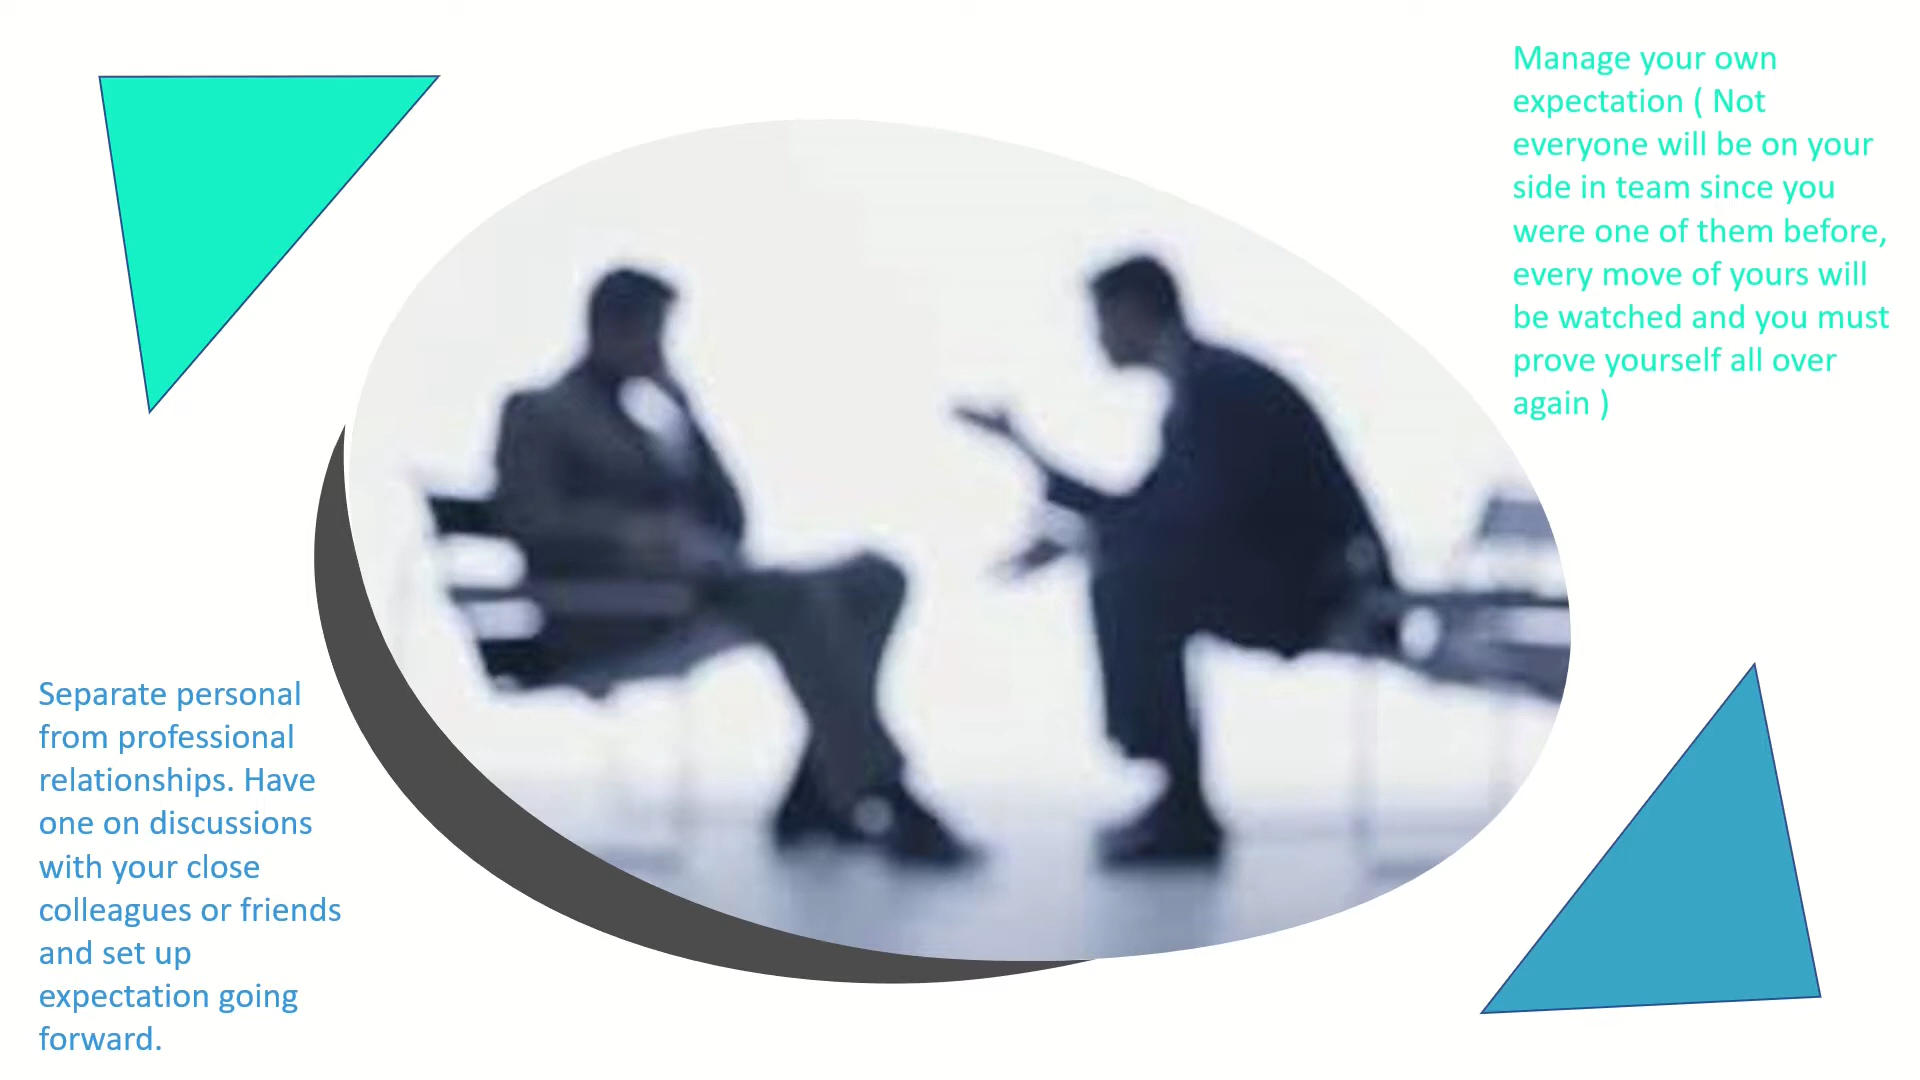 Manage your own
expectation ( Not
everyone will be on your
side in team since you
were one of them before,
every move of yours will
be watched and you must
prove yourself all over
again )
Separate personal
from professional
relationships. Have
one on discussions
with your close
colleagues or friends
and set up
expectation going
forward.